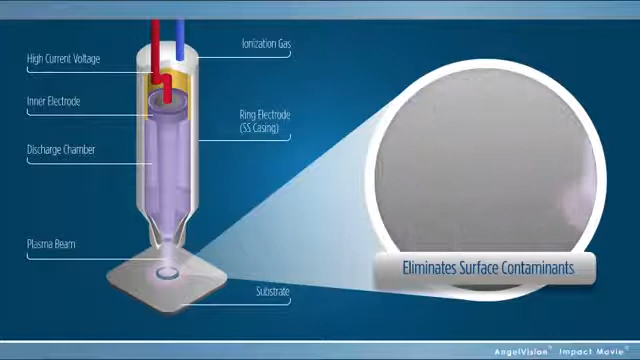 High Current Voltage
Ionization Gas
Inner Electrode
Ring Electrode
(SS Casing)
Discharge Chamber
Plasma Beam
Substrate
Eliminates Surface Contaminants
AngelVision® Impact Movie®